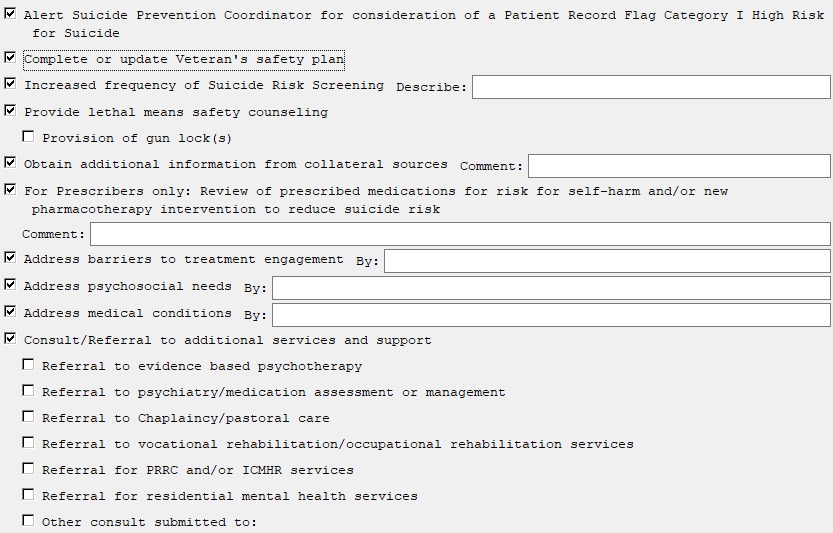 Alert Suicide Prevention Coordinator for consideration of a Patient Record Flag Category I High Risk
for Suicide
Complete or update Veteran's safety plan
Increased frequency of Suicide Risk Screening Describe:
Provide lethal means safety counseling
Provision of gun lock(s)
Obtain additional information from collateral sources Comment:
For Prescribers only: Review of prescribed medications for risk for self-harm and/or new
pharmacotherapy intervention to reduce suicide risk
Comment:
Address barriers to treatment engagement By:
Address psychosocial needs By:
Address medical conditions By:
Consult/Referral to additional services and support
Referral to evidence based psychotherapy
Referral to psychiatry/medication assessment or management
Referral to Chaplaincy/pastoral care
Referral to vocational rehabilitation/occupational rehabilitation services
Referral for PRRC and/or ICMHR services
Referral for residential mental health services
Other consult submitted to: